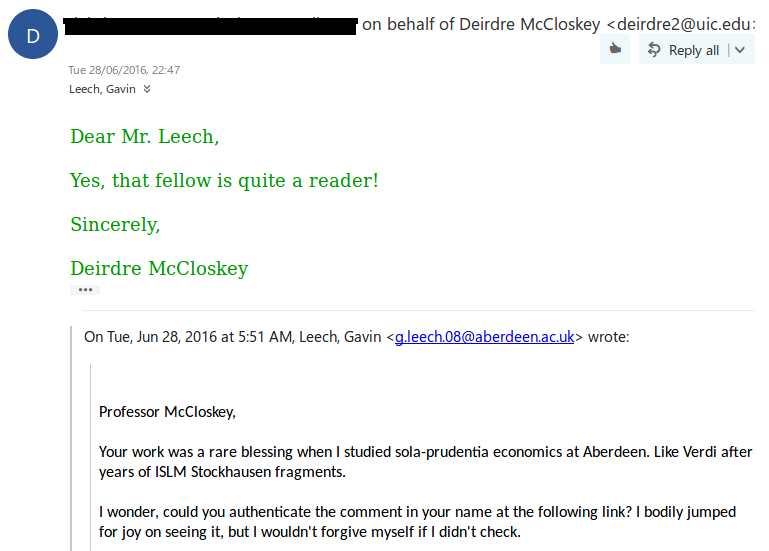 D
on behalf of Deirdre McCloskey <deirdre2@uic.edu>
Reply all
Tue 28/06/2016, 22:47
Leech, Gavin
Dear Mr. Leech,
Yes, that fellow is quite a reader!
Sincerely,
Deirdre McCloskey
•••
On Tue, Jun 28, 2016 at 5:51 AM, Leech, Gavin <g.leech.08@aberdeen.ac.uk> wrote:
Professor McCloskey,
Your work was a rare blessing when I studied sola-prudentia economics at Aberdeen. Like Verdi after
years of ISLM Stockhausen fragments.
I wonder, could you authenticate the comment in your name at the following link? I bodily jumped
for joy on seeing it, but I wouldn't forgive myself if I didn't check.